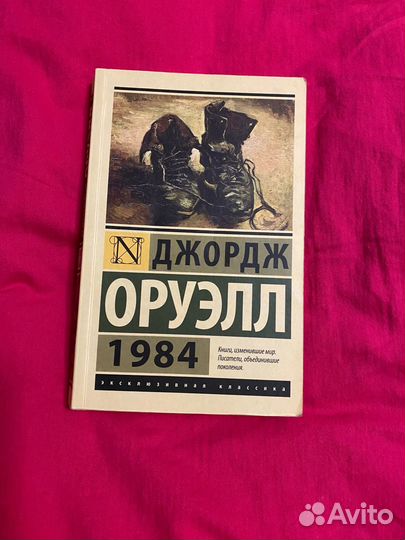 N
ДЖОРДЖ
ОРУЭЛЛ
1984
Книги, изменившие мир.
Писатели, объединившие
поколения.
эксклюзивная классика
Avito